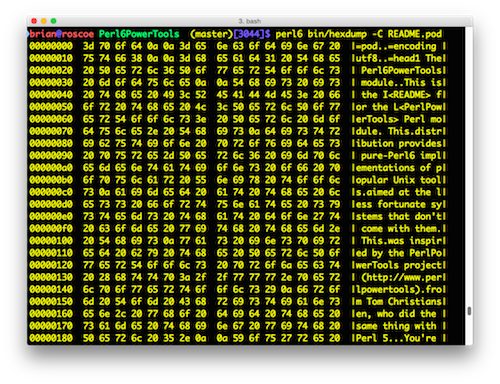 3. bash
brian@roscoe Perl6PowerTools (master)[3044]$ perl6 bin/hexdump -C README.pod
00000000 3d 70 6f 64 0a 0a 3d 65 6e 63 6f 64 69 6e 67 20 |=pod..=encoding |
00000010 75 74 66 38 0a 0a 3d 68 65 61 64 31 20 54 68 65 |utf8..=head1 The|
00000020 20 50 65 72 6c 36 50 6f 77 65 72 54 6f 6f 6c 73 | Perl6PowerTools|
00000030 20 6d 6f 64 75 6c 65 0a 0a 54 68 69 73 20 69 73 | module..This is|
00000040 20 74 68 65 20 49 3c 52 45 41 44 4d 45 3e 20 66 | the I<README> f|
00000050 6f 72 20 74 68 65 20 4c 3c 50 65 72 6c 50 6f 77 |or the L<PerlPow|
00000060 65 72 54 6f 6f 6c 73 3e 20 50 65 72 6c 20 6d 6f |erTools> Perl mo|
00000070 64 75 6c 65 2e 20 54 68 69 73 0a 64 69 73 74 72 |dule. This.distr|
00000080 69 62 75 74 69 6f 6e 20 70 72 6f 76 69 64 65 73 |ibution provides|
00000090 20 70 75 72 65 2d 50 65 72 6c 36 20 69 6d 70 6c | pure-Perl6 impl|
000000a0 65 6d 65 6e 74 61 74 69 6f 6e 73 20 6f 66 20 70 |ementations of p|
000000b0 6f 70 75 6c 61 72 20 55 6e 69 78 20 74 6f 6f 6c |opular Unix tool|
000000c0 73 0a 61 69 6d 65 64 20 61 74 20 74 68 65 20 6c |s.aimed at the l|
000000d0 65 73 73 20 66 6f 72 74 75 6e 61 74 65 20 73 79 |ess fortunate sy|
000000e0 73 74 65 6d 73 20 74 68 61 74 20 64 6f 6e 27 74 |stems that don't|
000000f0 20 63 6f 6d 65 20 77 69 74 68 20 74 68 65 6d 2e | come with them.|
00000100 20 54 68 69 73 0a 77 61 73 20 69 6e 73 70 69 72 | This.was inspir|
00000110 65 64 20 62 79 20 74 68 65 20 50 65 72 6c 50 6f |ed by the PerlPo|
00000120 77 65 72 54 6f 6f 6c 73 20 70 72 6f 6a 65 63 74 |werTools project|
00000130 20 28 68 74 74 70 3a 2f 2f 77 77 77 2e 70 65 72 | (http://www.per|
00000140 6c 70 6f 77 65 72 74 6f 6f 6c 73 29 0a 66 72 6f |lpowertools).fro|
00000150 6d 20 54 6f 6d 20 43 68 72 69 73 74 69 61 6e 73 |m Tom Christians|
00000160 65 6e 2c 20 77 68 6f 20 64 69 64 20 74 68 65 20 |en, who did the |
00000170 73 61 6d 65 20 74 68 69 6e 67 20 77 69 74 68 20 |same thing with |
00000180 50 65 72 6c 20 35 2e 0a 0a 59 6f 75 27 72 65 20 |Perl 5...You're |